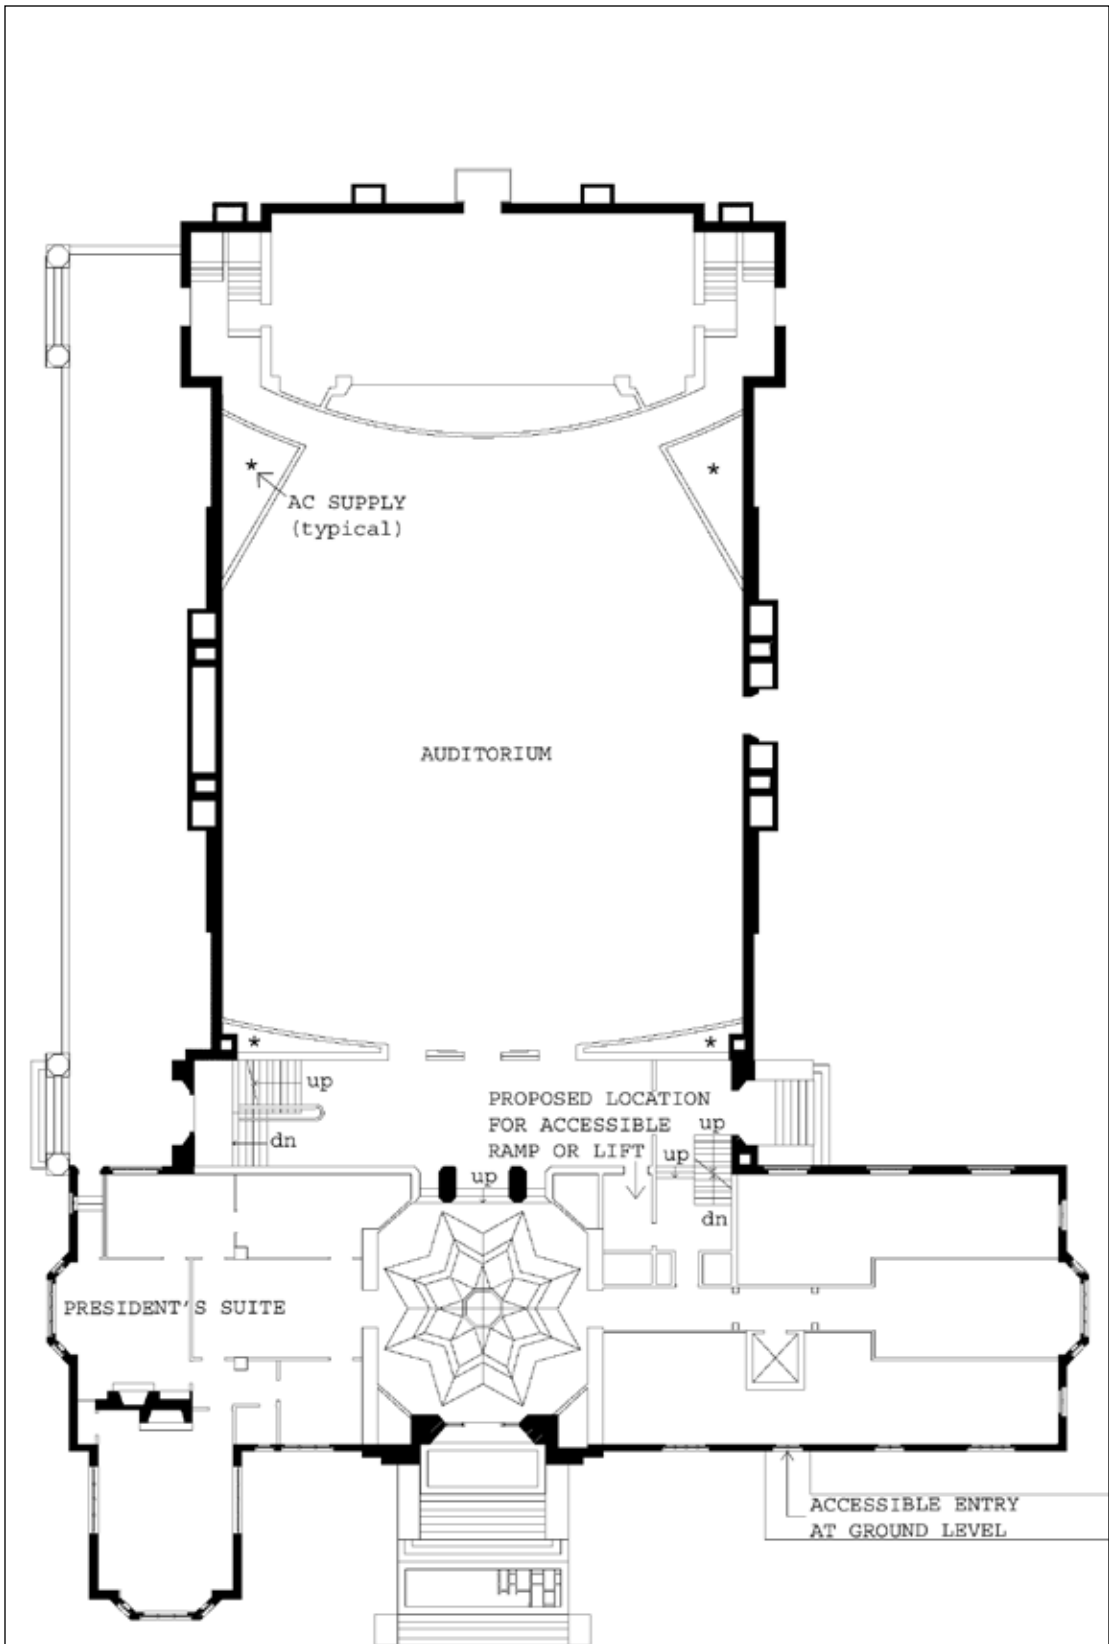 *
*
AC SUPPLY
(typical)
AUDITORIUM
*
*
up
dn
PROPOSED LOCATION
FOR ACCESSIBLE
RAMP OR LIFT
up
up
dn
up
PRESIDENT'S SUITE
ACCESSIBLE ENTRY
AT GROUND LEVEL